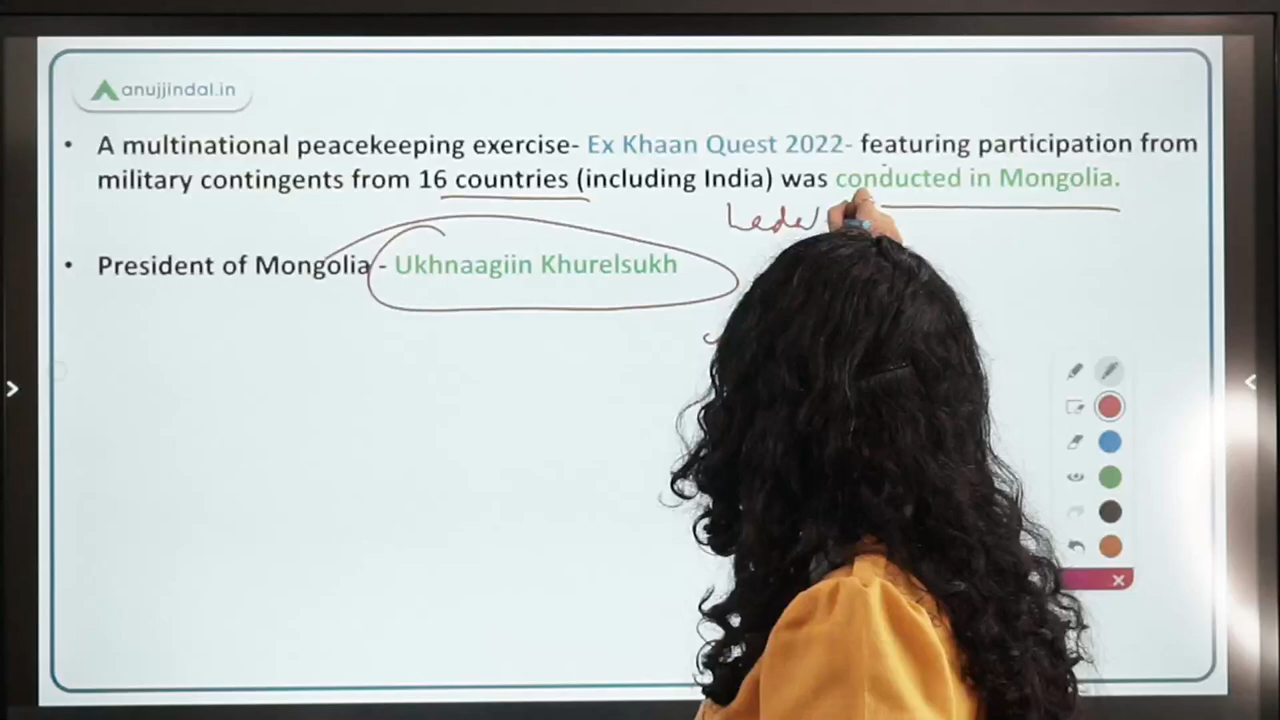 anujjindal.in
• A multinational peacekeeping exercise- Ex Khaan Quest 2022- featuring participation from
military contingents from 16 countries (including India) was conducted in Mongolia.
• President of Mongolia - Ukhnaagiin Khurelsukh